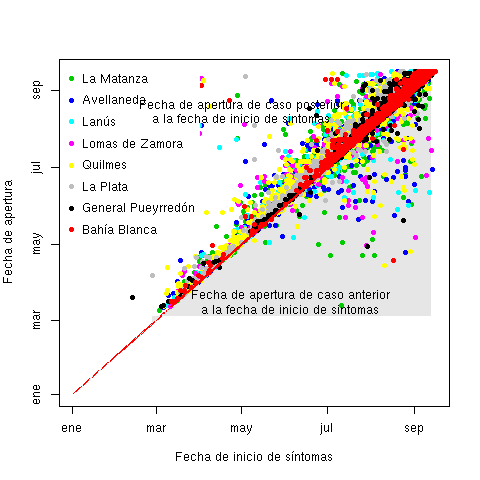 La Matanza
Avellaneda
Lanús
Lomas de Zamora
Quilmes
La Plata
General Pueyrredón
Bahía Blanca
Fecha de apertura de caso posterior
a la fecha de inicio de síntomas
Fecha de apertura de caso anterior
a la fecha de inicio de síntomas
Fecha de apertura
sep
jul
may
mar
ene
ene
mar
may
jul
sep
Fecha de inicio de síntomas